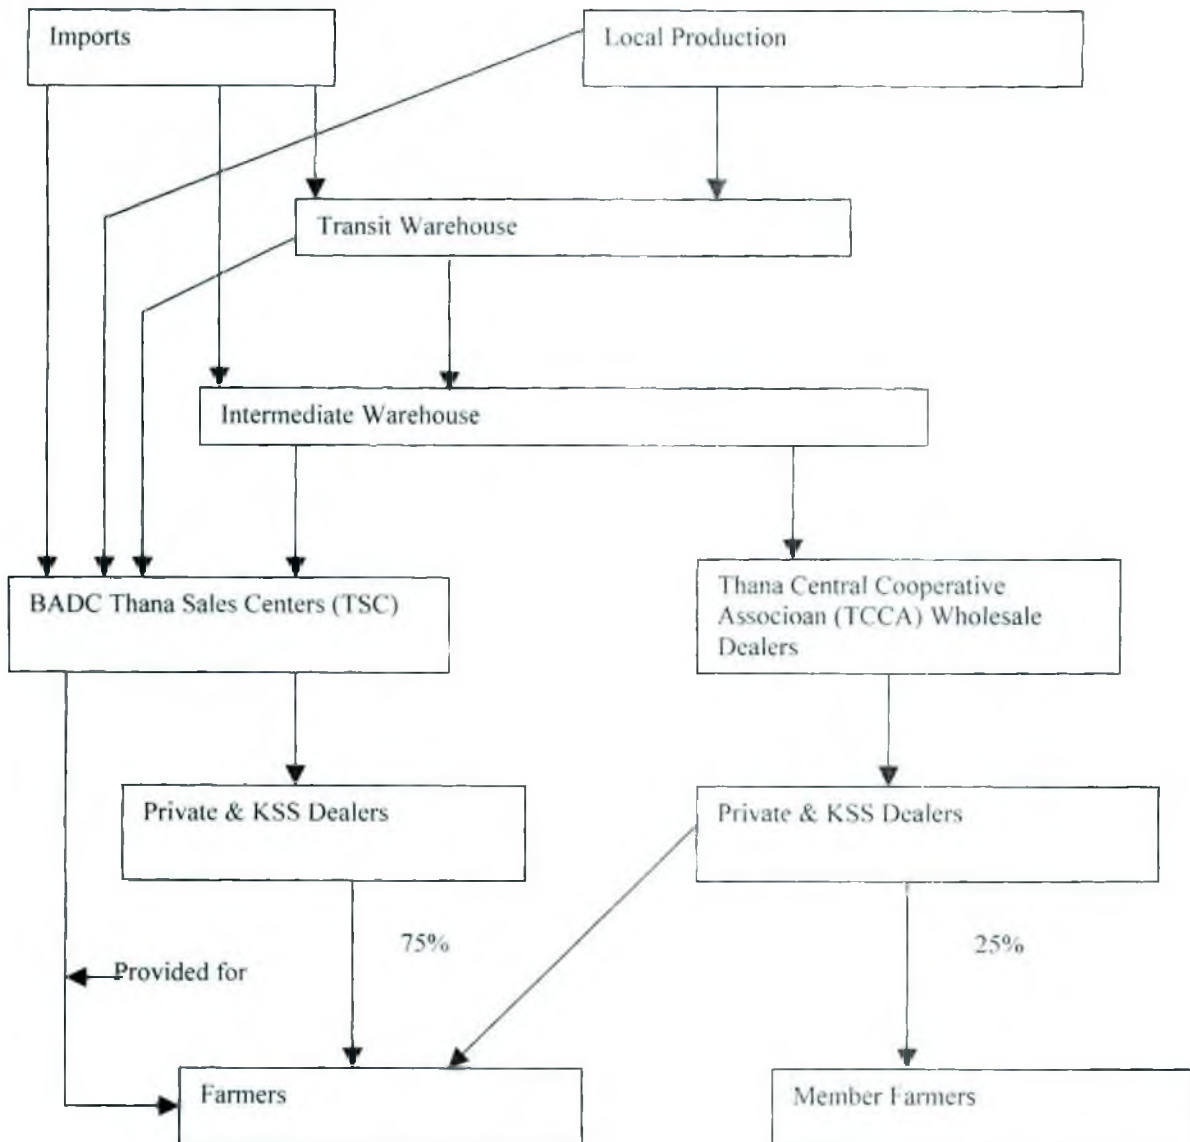 Imports
Local Production
Transit Warehouse
Intermediate Warehouse
BADC Thana Sales Centers (TSC)
Thana Central Cooperative
Associoan (TCCA) Wholesale
Dealers
Private & KSS Dealers
Private & KSS Dealers
75%
25%
Provided for
Farmers
Member Farmers